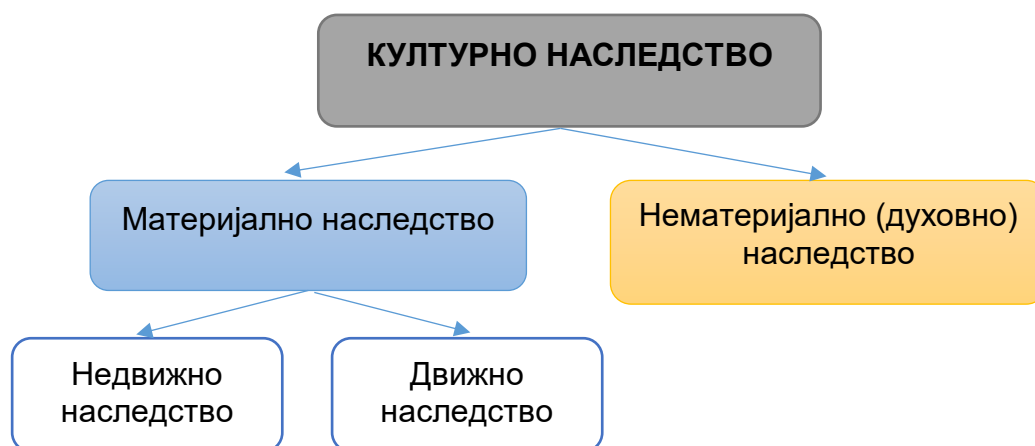 КУЛТУРНО НАСЛЕДСТВО
Материјално наследство
Нематеријално (духовно)
наследство
Недвижно
наследство
Движно
наследство